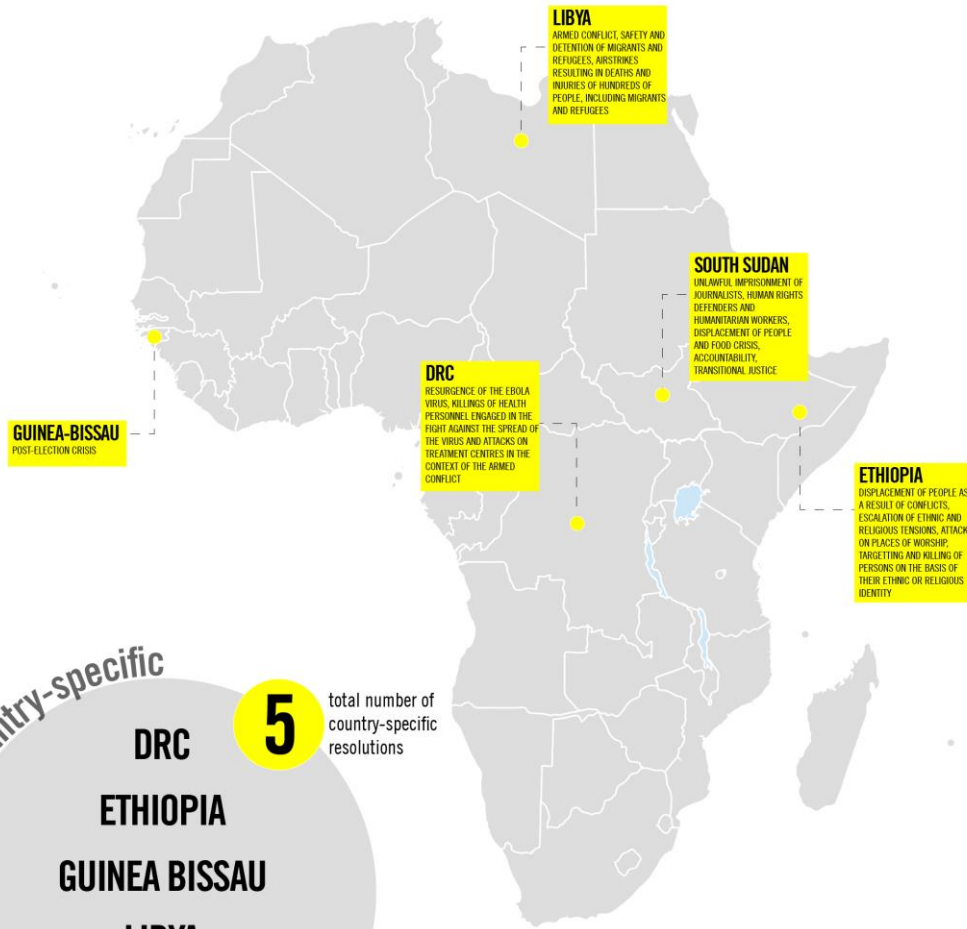 LIBYA
ARMED CONFLICT, SAFETY AND
DETENTION OF MIGRANTS AND
REFUGEES, AIRSTRIKES
RESULTING IN DEATHS AND
INJURIES OF HUNDREDS OF
PEOPLE, INCLUDING MIGRANTS
AND REFUGEES
SOUTH SUDAN
UNLAWFUL IMPRISONMENT OF
JOURNALISTS, HUMAN RIGHTS
DEFENDERS AND
HUMANITARIAN WORKERS,
DISPLACEMENT OF PEOPLE
AND FOOD CRISIS,
ACCOUNTABILITY,
TRANSITIONAL JUSTICE
DRC
RESURGENCE OF THE EBOLA
VIRUS, KILLINGS OF HEALTH
PERSONNEL ENGAGED IN THE
FIGHT AGAINST THE SPREAD OF
THE VIRUS AND ATTACKS ON
TREATMENT CENTRES IN THE
CONTEXT OF THE ARMED
CONFLICT
GUINEA-BISSAU
POST-ELECTION CRISIS
ETHIOPIA
DISPLACEMENT OF PEOPLE AS
A RESULT OF CONFLICTS,
ESCALATION OF ETHNIC AND
RELIGIOUS TENSIONS, ATTACK
ON PLACES OF WORSHIP,
TARGETTING AND KILLING OF
PERSONS ON THE BASIS OF
THEIR ETHNIC OR RELIGIOUS
IDENTITY
ntry-specific
5
total number of
country-specific
resolutions
DRC
ETHIOPIA
GUINEA BISSAU
LIBYA